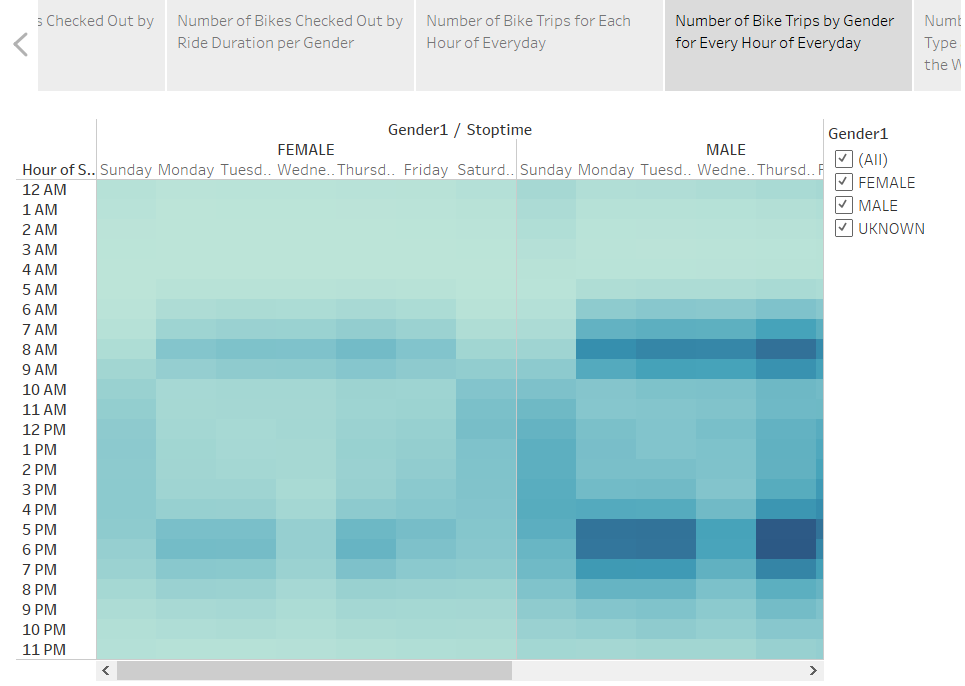 s Checked Out by
Number of Bikes Checked Out by
Ride Duration per Gender
Number of Bike Trips for Each
Hour of Everyday
Number of Bike Trips by Gender
for Every Hour of Everyday
Numb
Type
the W
Gender1 / Stoptime
FEMALE MALE
Hour of S.. Sunday Monday Tuesd.. Wedne.. Thursd.. Friday Saturd.. Sunday Monday Tuesd.. Wedne.. Thursd.. F
12 AM
1 AM
2 AM
3 AM
4 AM
5 AM
6 AM
7 AM
8 AM
9 AM
10 AM
11 AM
12 PM
1 PM
2 PM
3 PM
4 PM
5 PM
6 PM
7 PM
8 PM
9 PM
10 PM
11 PM
Gender1
(All)
FEMALE
MALE
UKNOWN